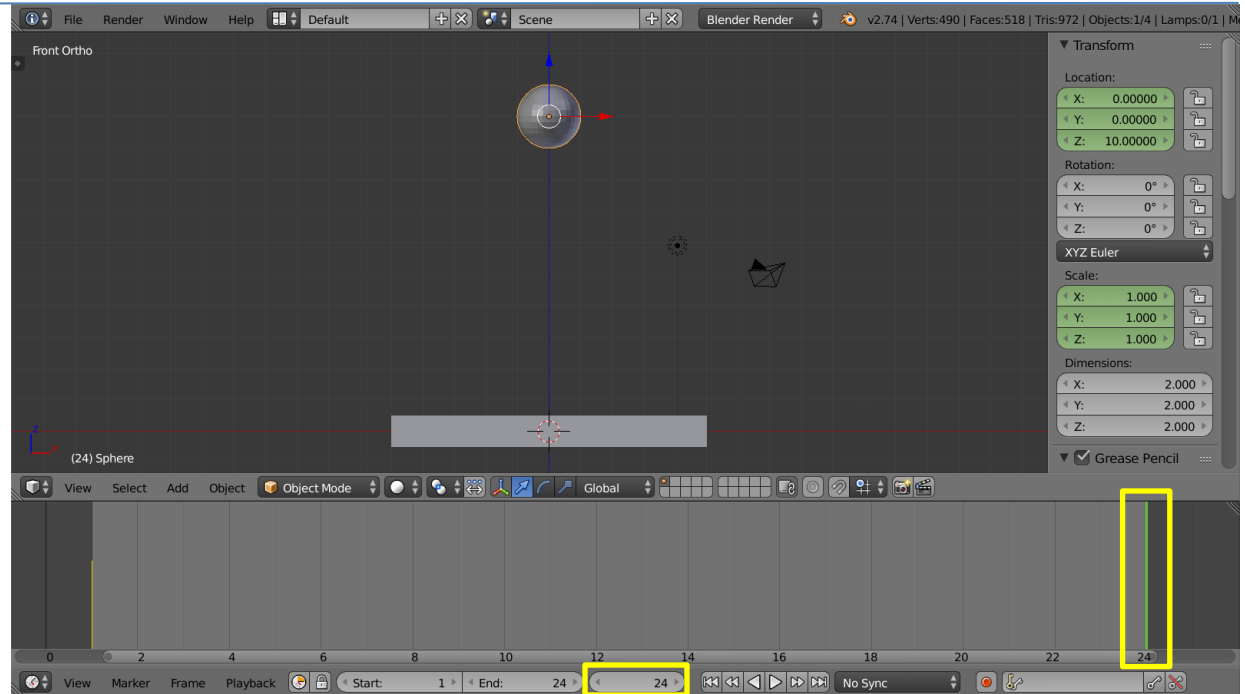 File Render Window Help Default Scene Blender Render v2.74 | Verts:490 | Faces:518 | Tris:972 | Objects:1/4 | Lamps:0/1 |
Front Ortho
Transform
Location:
X: 0.00000
Y: 0.00000
Z: 10.00000
Rotation:
X: 0°
Y: 0°
Z: 0°
XYZ Euler
Scale:
X: 1.000
Y: 1.000
Z: 1.000
Dimensions:
X: 2.000
Y: 2.000
Z: 2.000
Grease Pencil
z
(24) Sphere
View Select Add Object Object Mode Global
0 2 4 6 8 10 12 14 16 18 20 22 24
View Marker Frame Playback Start: 1 End: 24 24 No Sync